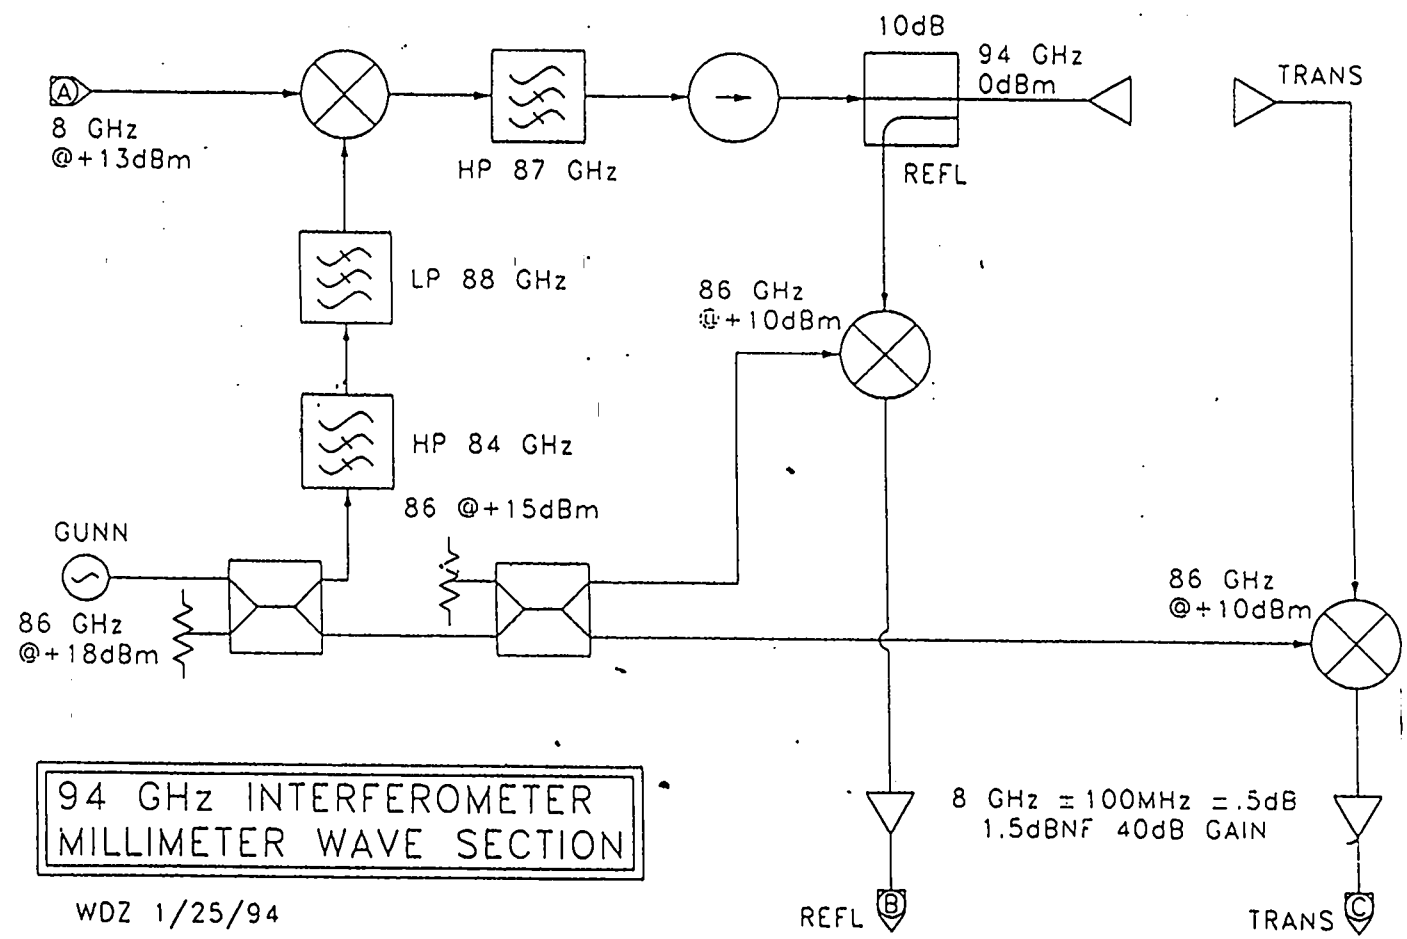 10dB
94 GHz
0dBm
TRANS
A
8 GHz
@+13dBm
HP 87 GHz
REFL
LP 88 GHz
86 GHz
@+10dBm
HP 84 GHz
86 @+15dBm
GUNN
86 GHz
@+18dBm
86 GHz
@+10dBm
94 GHz INTERFEROMETER
MILLIMETER WAVE SECTION
8 GHz ±100MHz ±.5dB
1.5dBNF 40dB GAIN
WDZ 1/25/94
REFL B
TRANS C